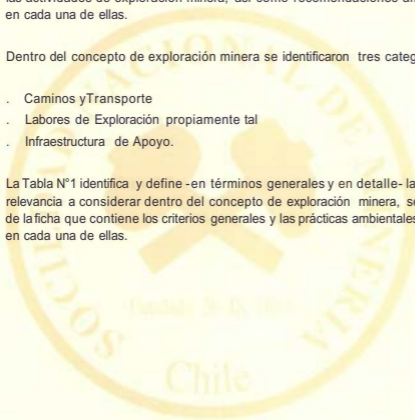 las actividades de exploración minera, así como recomendaciones
en cada una de ellas.
Dentro del concepto de exploración minera se identificaron tres
. Caminos yTransporte
. Labores de Exploración propiamente tal
. Infraestructura de Apoyo.
La Tabla N°1 identifica y define -en términos generales y en detalle- la
relevancia a considerar dentro del concepto de exploración minera,
de la ficha que contiene los criterios generales y las prácticas ambientales
en cada una de ellas.
SOCIEDAD NACIONAL DE MINERIA
Chile